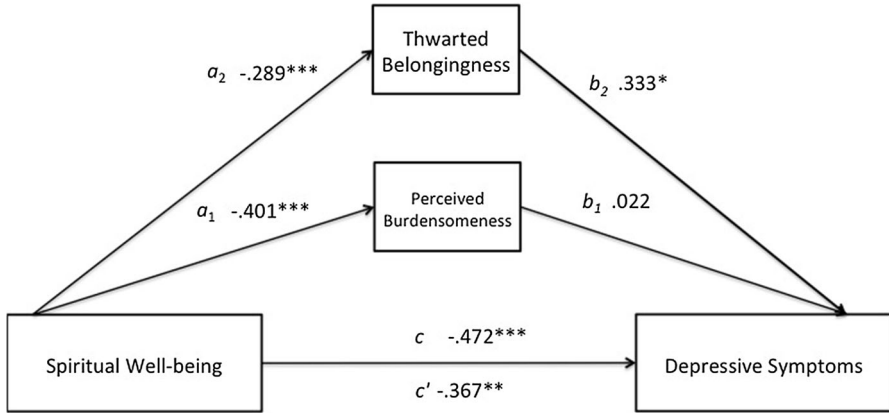 Thwarted
Belongingness
a₂ -.289***
b₂ .333*
Perceived
Burdensomeness
a₁ -.401***
b₁ .022
Spiritual Well-being
c -.472***
c' -.367**
Depressive Symptoms